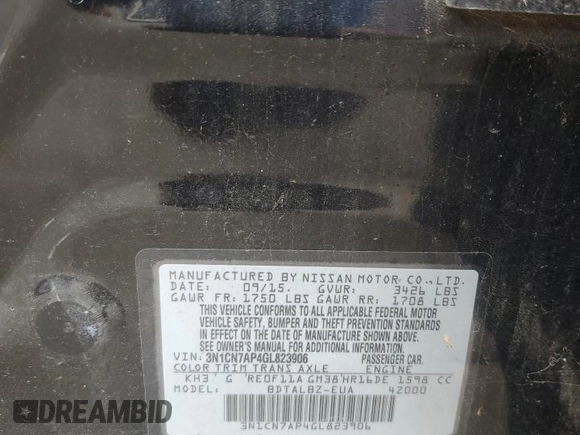 MANUFACTURED BY NISSAN MOTOR CO.,LTD.
DATE: 09/15. GVWR: 3426 LBS
GAWR FR: 1750 LBS GAWR RR: 1708 LBS
THIS VEHICLE CONFORMS TO ALL APPLICABLE FEDERAL MOTOR
VEHICLE SAFETY, BUMPER AND THEFT PREVENTION STANDARDS
IN EFFECT ON THE DATE OF MANUFACTURE SHOWN ABOVE.
SEE OWNER'S MANUAL AND FOLLOWING INFORMATION
VIN: 3N1CN7AP4GL823906 PASSENGER CAR.
COLOR TRIM TRANS AXLE ENGINE
KH3, G RE0F11A GM38 HR16DE 1598 CC
MODEL: BDTALBZ-EUA 42000
3N1CN7AP4GL823906
DREAMBID